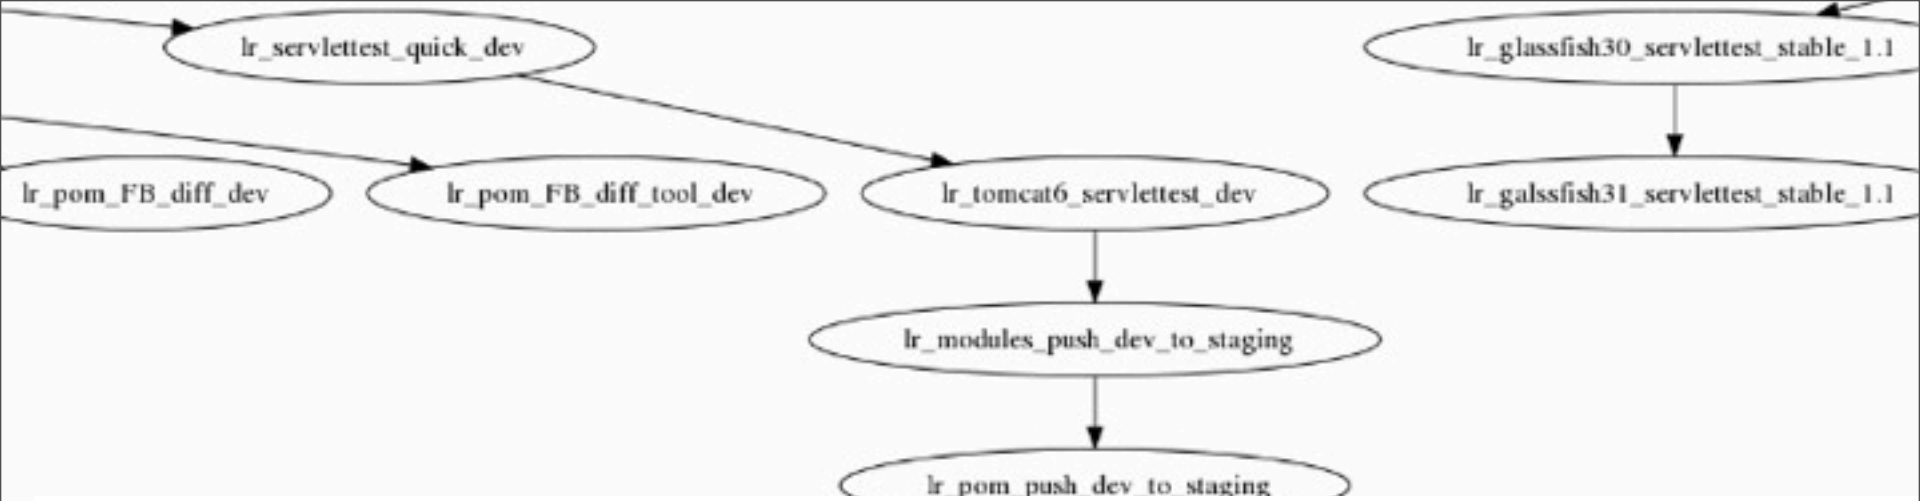 lr_servlettest_quick_dev
lr_glassfish30_servlettest_stable_1.1
lr_pom_FB_diff_dev
lr_pom_FB_diff_tool_dev
lr_tomcat6_servlettest_dev
lr_galssfish31_servlettest_stable_1.1
lr_modules_push_dev_to_staging
lr_pom_push_dev_to_staging